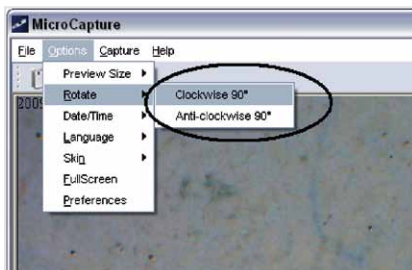 MicroCapture
File Options Capture Help
Preview Size
Rotate
Clockwise 90°
Date/Time
Anti-clockwise 90°
Language
Skin
FullScreen
Preferences
2009